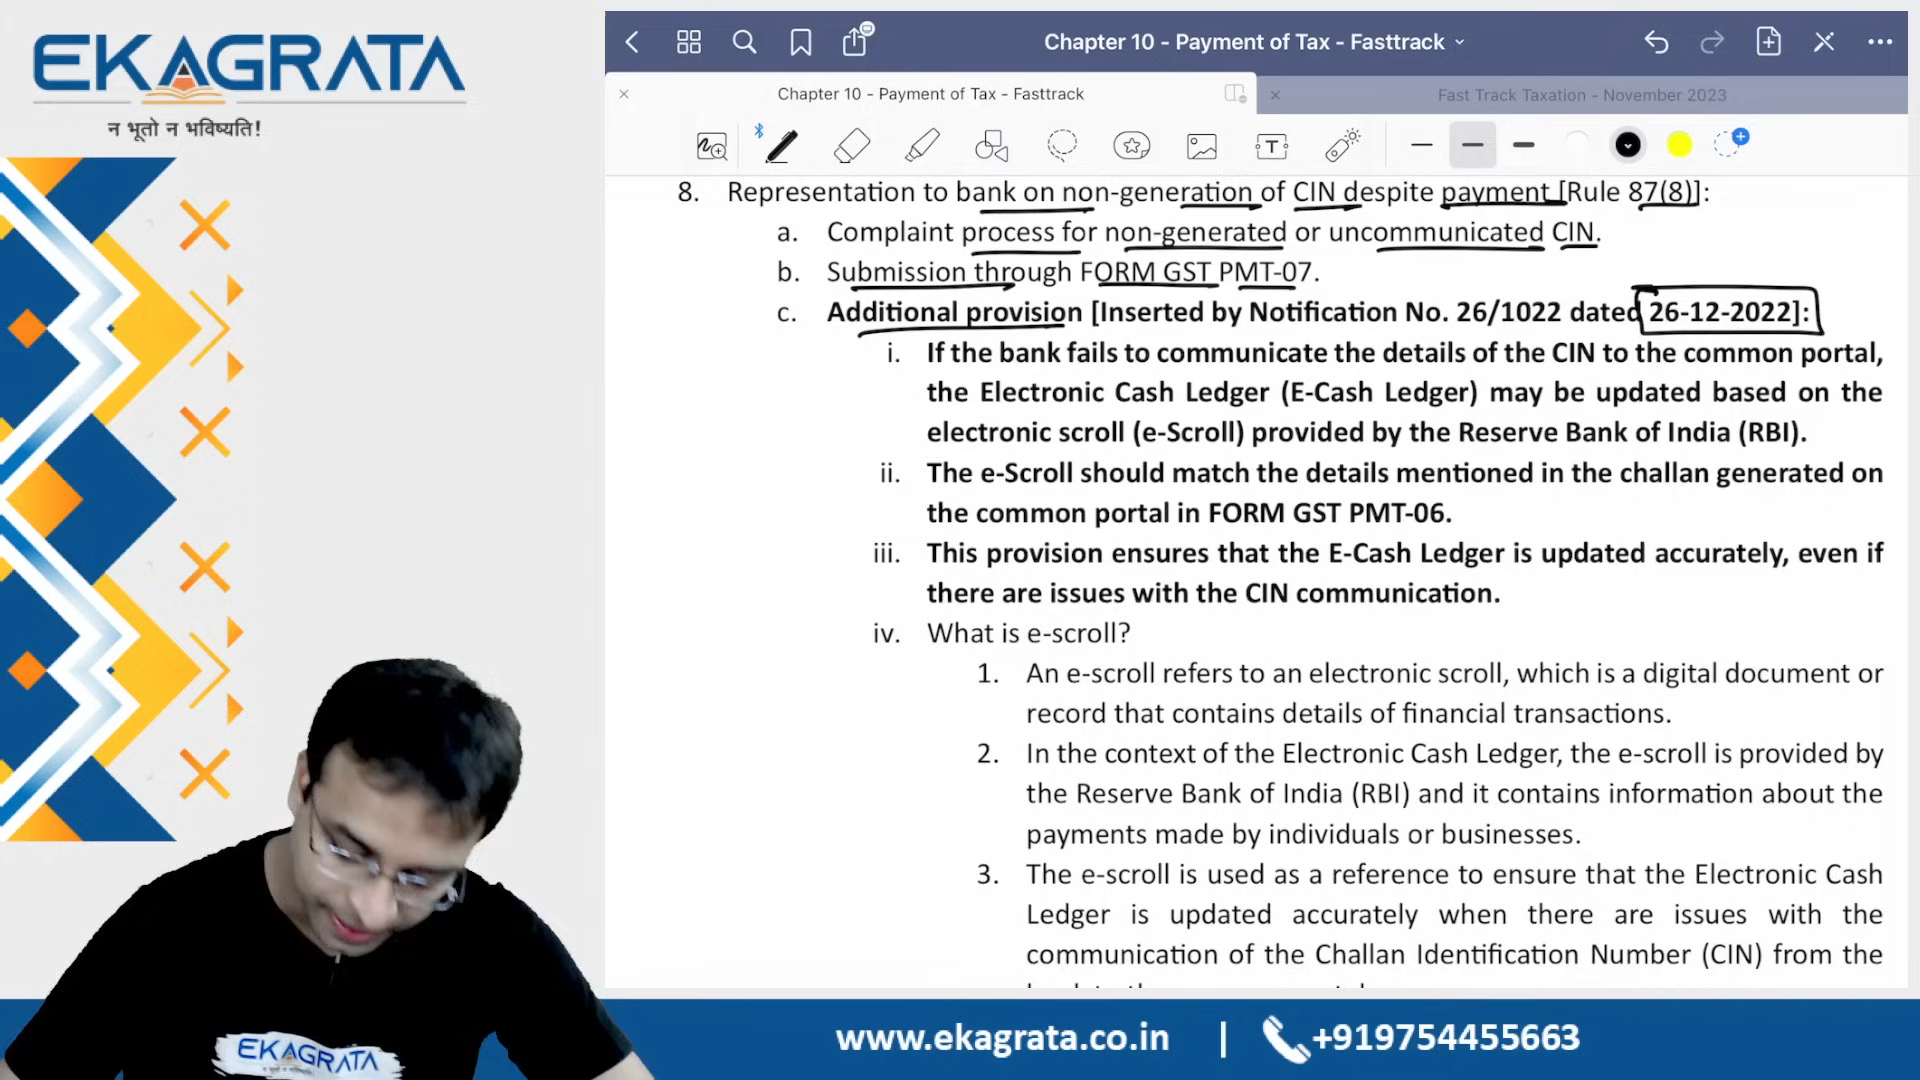 EKAGRATA
न भूतो न भविष्यति!
Chapter 10 - Payment of Tax - Fasttrack
Chapter 10 - Payment of Tax - Fasttrack
Fast Track Taxation - November 2023
8. Representation to bank on non-generation of CIN despite payment [Rule 87(8)]:
a. Complaint process for non-generated or uncommunicated CIN.
b. Submission through FORM GST PMT-07.
c. Additional provision [Inserted by Notification No. 26/1022 dated 26-12-2022]:
i. If the bank fails to communicate the details of the CIN to the common portal,
the Electronic Cash Ledger (E-Cash Ledger) may be updated based on the
electronic scroll (e-Scroll) provided by the Reserve Bank of India (RBI).
ii. The e-Scroll should match the details mentioned in the challan generated on
the common portal in FORM GST PMT-06.
iii. This provision ensures that the E-Cash Ledger is updated accurately, even if
there are issues with the CIN communication.
iv. What is e-scroll?
1. An e-scroll refers to an electronic scroll, which is a digital document or
record that contains details of financial transactions.
2. In the context of the Electronic Cash Ledger, the e-scroll is provided by
the Reserve Bank of India (RBI) and it contains information about the
payments made by individuals or businesses.
3. The e-scroll is used as a reference to ensure that the Electronic Cash
Ledger is updated accurately when there are issues with the
communication of the Challan Identification Number (CIN) from the
EKAGRATA
न भूतो न भविष्यति!
www.ekagrata.co.in | +919754455663